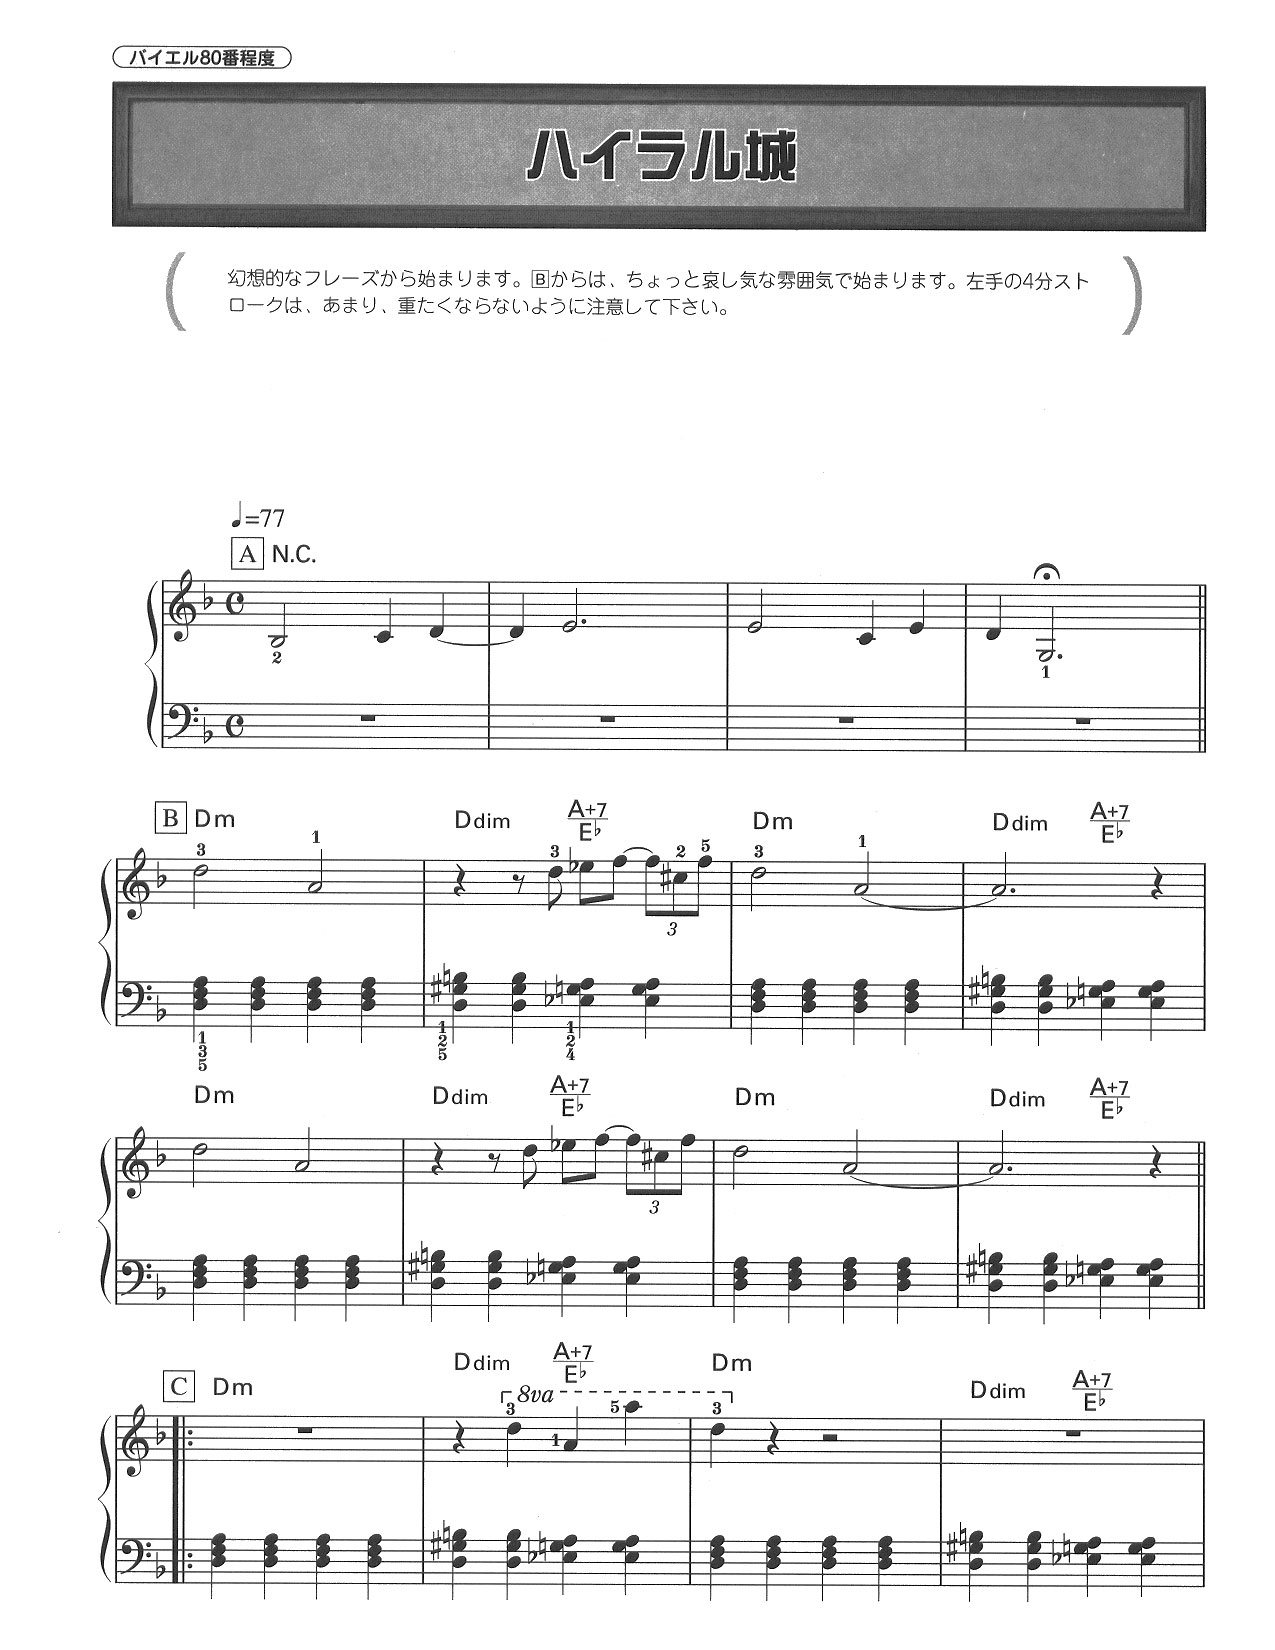 バイエル80番程度
ハイラル城
幻想的なフレーズから始まります。Bからは、ちょっと哀し気な雰囲気で始まります。左手の4分スト
ロークは、あまり、重たくならないように注意して下さい。
♩=77
A N.C.
2
1
B Dm Ddim A+7/E♭ Dm Ddim A+7/E♭
3 1 3 2 5 3 1
3
1 1 1
3 2 2
5 5 4
Dm Ddim A+7/E♭ Dm Ddim A+7/E♭
3
C Dm Ddim A+7/E♭ Dm Ddim A+7/E♭
8va
3 1 5 3